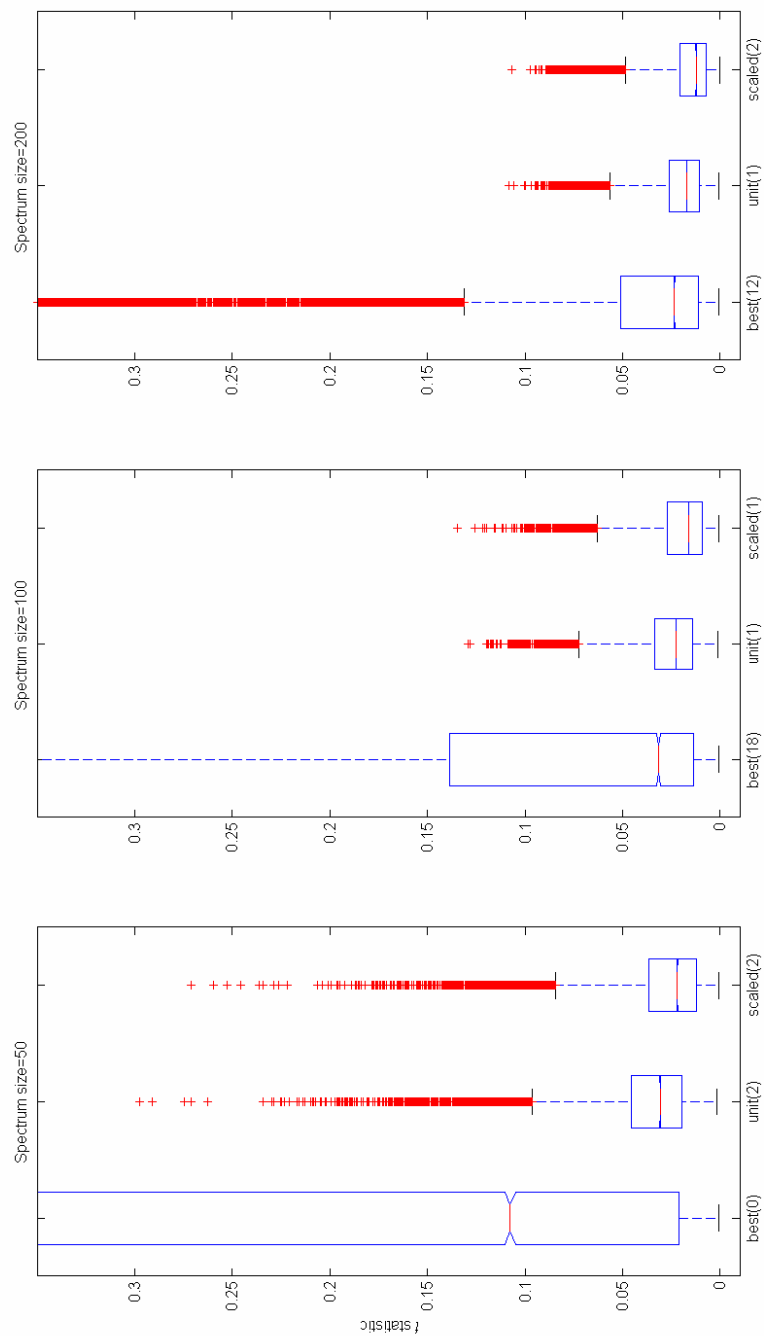 Spectrum size=50
0.3
0.25
0.2
0.15
0.1
0.05
0
f statistic
best(0)
unit(2)
scaled(2)
Spectrum size=100
0.3
0.25
0.2
0.15
0.1
0.05
0
best(18)
unit(1)
scaled(1)
Spectrum size=200
0.3
0.25
0.2
0.15
0.1
0.05
0
best(12)
unit(1)
scaled(2)